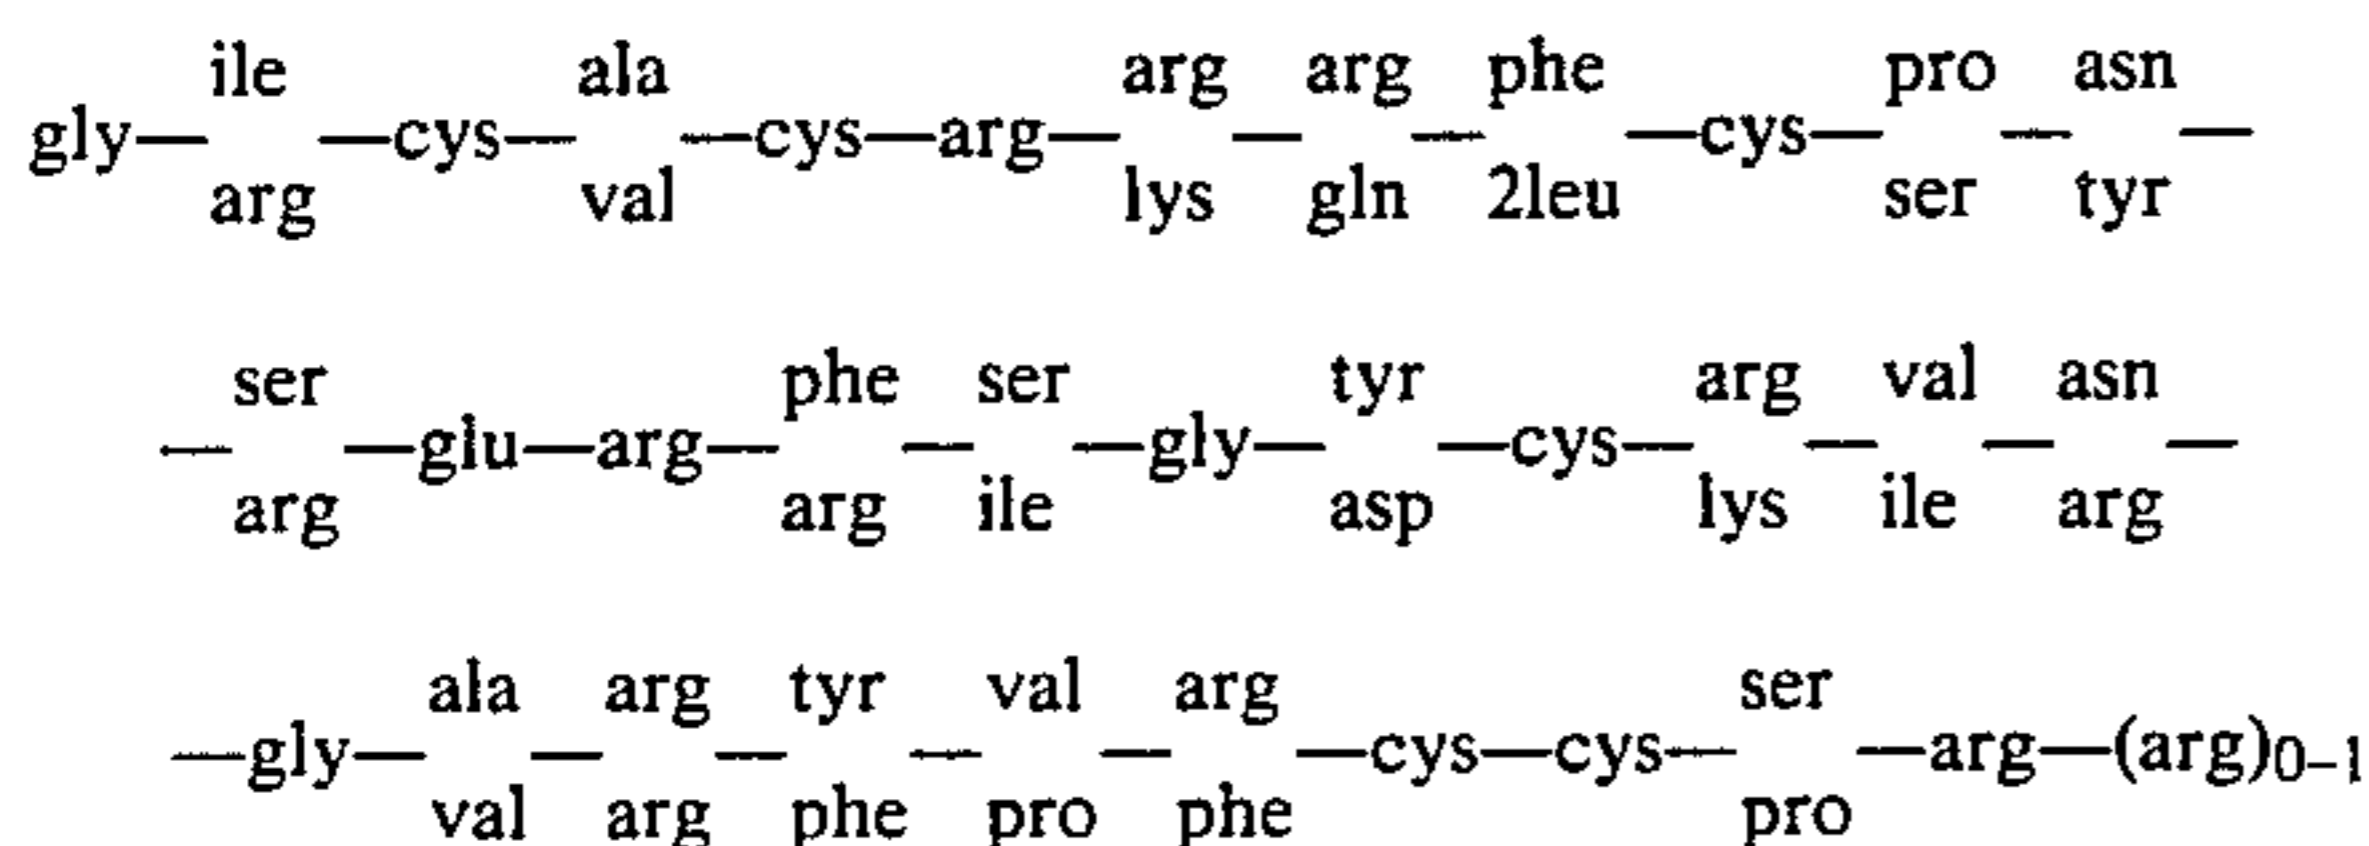 ile ala arg arg phe pro asn
gly— —cys— —cys—arg— — — —cys— — —
arg val lys gln 2leu ser tyr
ser phe ser tyr arg val asn
— —glu—arg— — —gly— —cys— — — —
arg arg ile asp lys ile arg
ala arg tyr val arg ser
—gly— — — — — —cys—cys— —arg—(arg)0–1
val arg phe pro phe pro